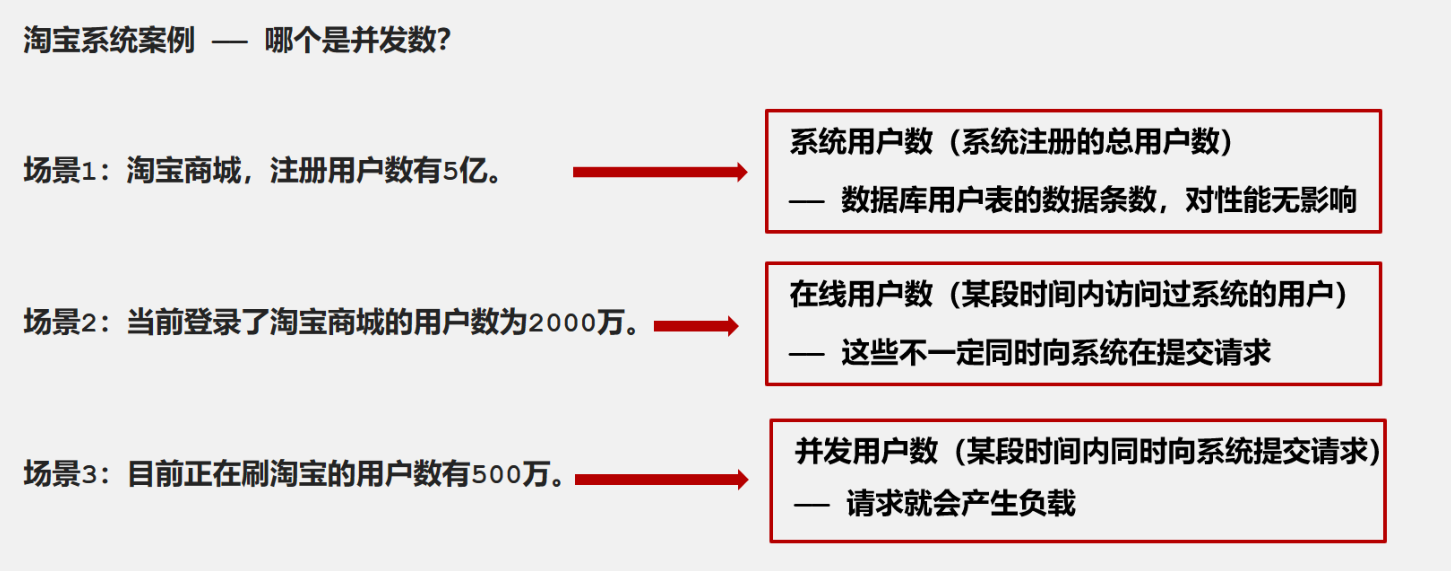 淘宝系统案例 —— 哪个是并发数？
场景1：淘宝商城，注册用户数有5亿。
系统用户数（系统注册的总用户数）
—— 数据库用户表的数据条数，对性能无影响
场景2：当前登录了淘宝商城的用户数为2000万。
在线用户数（某段时间内访问过系统的用户）
—— 这些不一定同时向系统在提交请求
场景3：目前正在刷淘宝的用户数有500万。
并发用户数（某段时间内同时向系统提交请求）
—— 请求就会产生负载